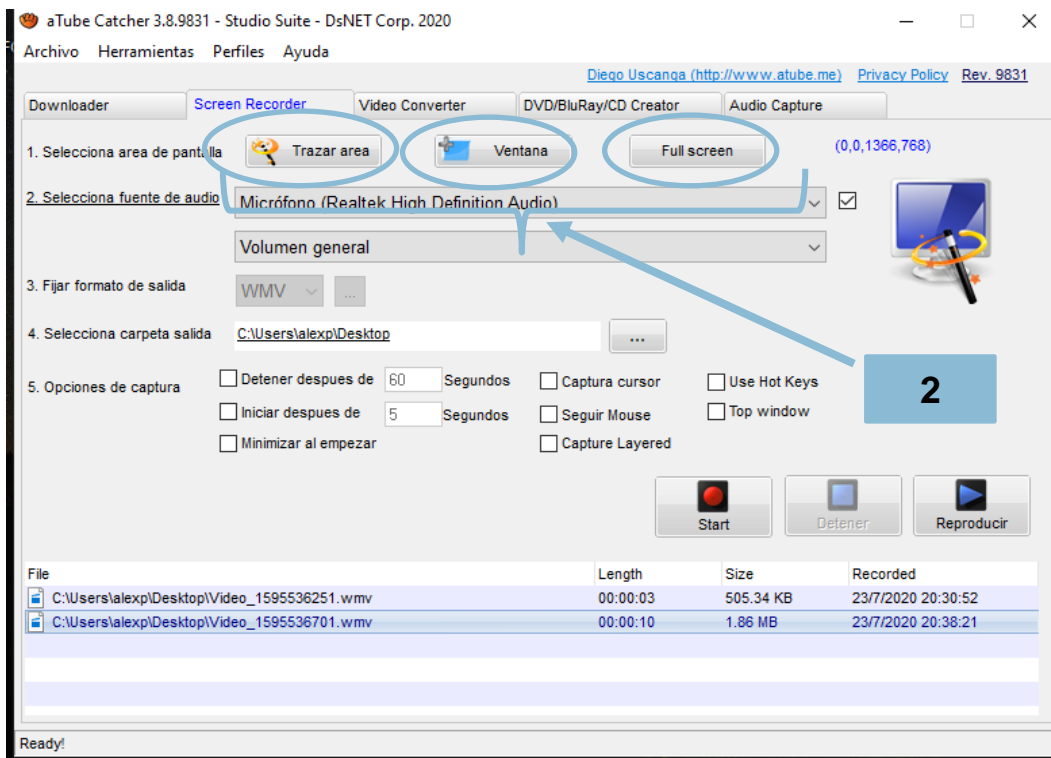 aTube Catcher 3.8.9831 - Studio Suite - DsNET Corp. 2020
Archivo Herramientas Perfiles Ayuda
Diego Uscanga (http://www.atube.me) Privacy Policy Rev. 9831
Downloader Screen Recorder Video Converter DVD/BluRay/CD Creator Audio Capture
1. Selecciona area de pantalla Trazar area Ventana Full screen (0,0,1366,768)
2. Selecciona fuente de audio Micrófono (Realtek High Definition Audio)
Volumen general
3. Fijar formato de salida WMV ...
4. Selecciona carpeta salida C:\Users\alexp\Desktop ...
2
5. Opciones de captura Detener despues de 60 Segundos Captura cursor Use Hot Keys
Iniciar despues de 5 Segundos Seguir Mouse Top window
Minimizar al empezar Capture Layered
Start Detener Reproducir
File Length Size Recorded
C:\Users\alexp\Desktop\Video_1595536251.wmv 00:00:03 505.34 KB 23/7/2020 20:30:52
C:\Users\alexp\Desktop\Video_1595536701.wmv 00:00:10 1.86 MB 23/7/2020 20:38:21
Ready!